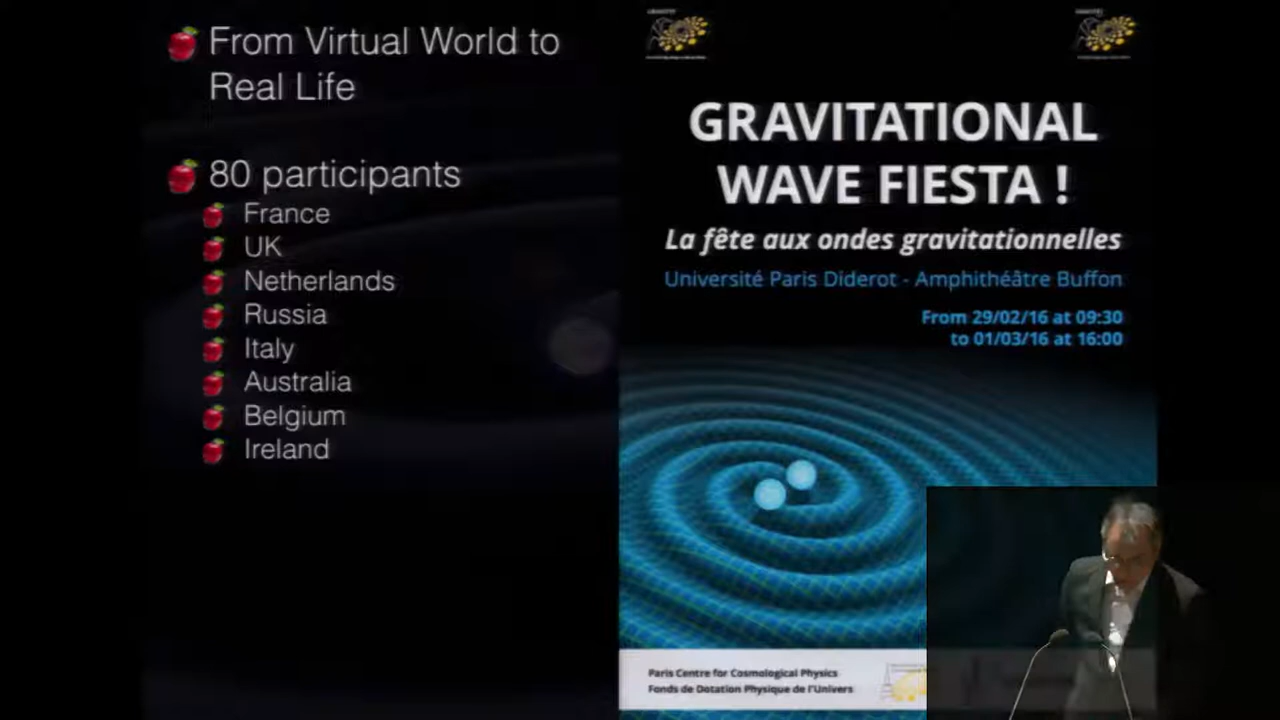 From Virtual World to
Real Life
80 participants
France
UK
Netherlands
Russia
Italy
Australia
Belgium
Ireland
GRAVITATIONAL
WAVE FIESTA !
La fête aux ondes gravitationnelles
Université Paris Diderot - Amphithéâtre Buffon
From 29/02/16 at 09:30
to 01/03/16 at 16:00
Paris Centre for Cosmological Physics
Fonds de Dotation Physique de l'Univers